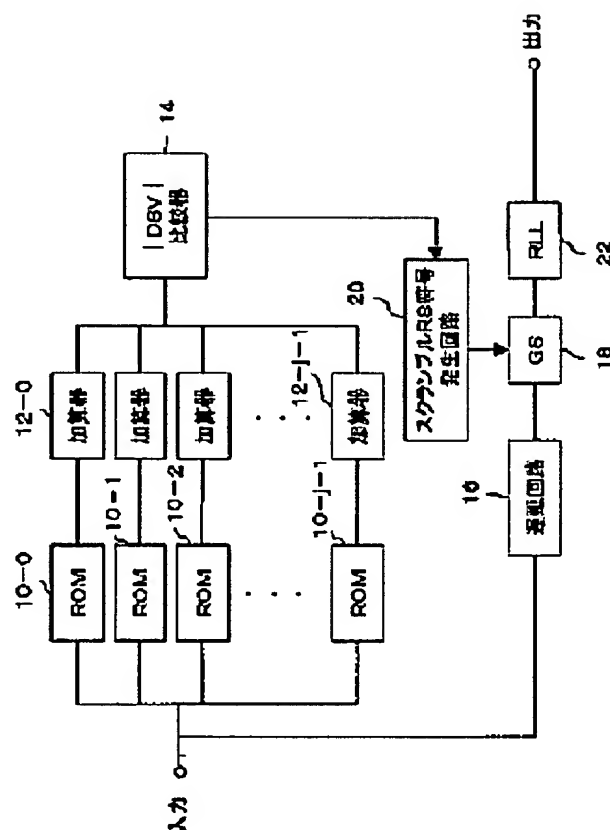 入力
10-0
ROM
10-1
ROM
10-2
ROM
10-j-1
ROM
12-0
加算器
加算器
加算器
12-j-1
加算器
14
|DSV|
比較器
20
スクランブルRS符号
発生回路
16
遅延回路
GS
18
RLL
22
出力